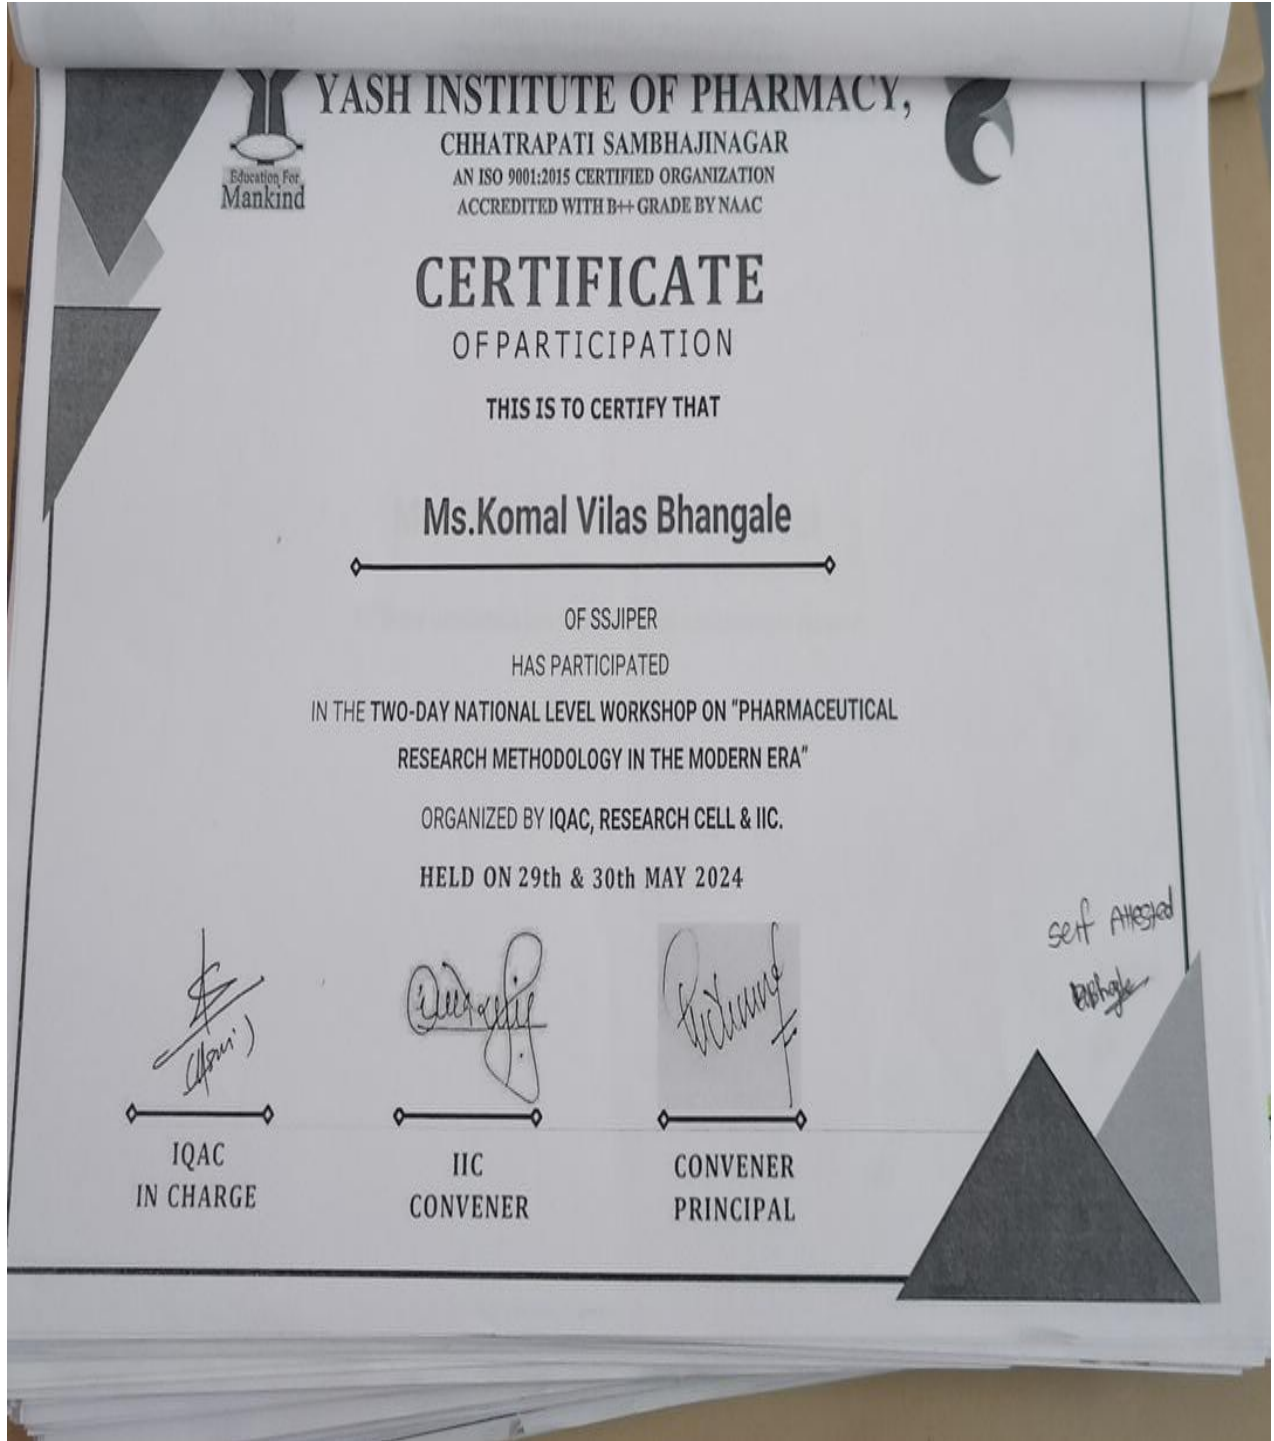 YASH INSTITUTE OF PHARMACY,
CHHATRAPATI SAMBHAJINAGAR
AN ISO 9001:2015 CERTIFIED ORGANIZATION
ACCREDITED WITH B++ GRADE BY NAAC
Education For
Mankind
CERTIFICATE
OF PARTICIPATION
THIS IS TO CERTIFY THAT
Ms.Komal Vilas Bhangale
OF SSJIPER
HAS PARTICIPATED
IN THE TWO-DAY NATIONAL LEVEL WORKSHOP ON "PHARMACEUTICAL
RESEARCH METHODOLOGY IN THE MODERN ERA"
ORGANIZED BY IQAC, RESEARCH CELL & IIC.
HELD ON 29th & 30th MAY 2024
self Attested
IQAC
IN CHARGE
IIC
CONVENER
CONVENER
PRINCIPAL